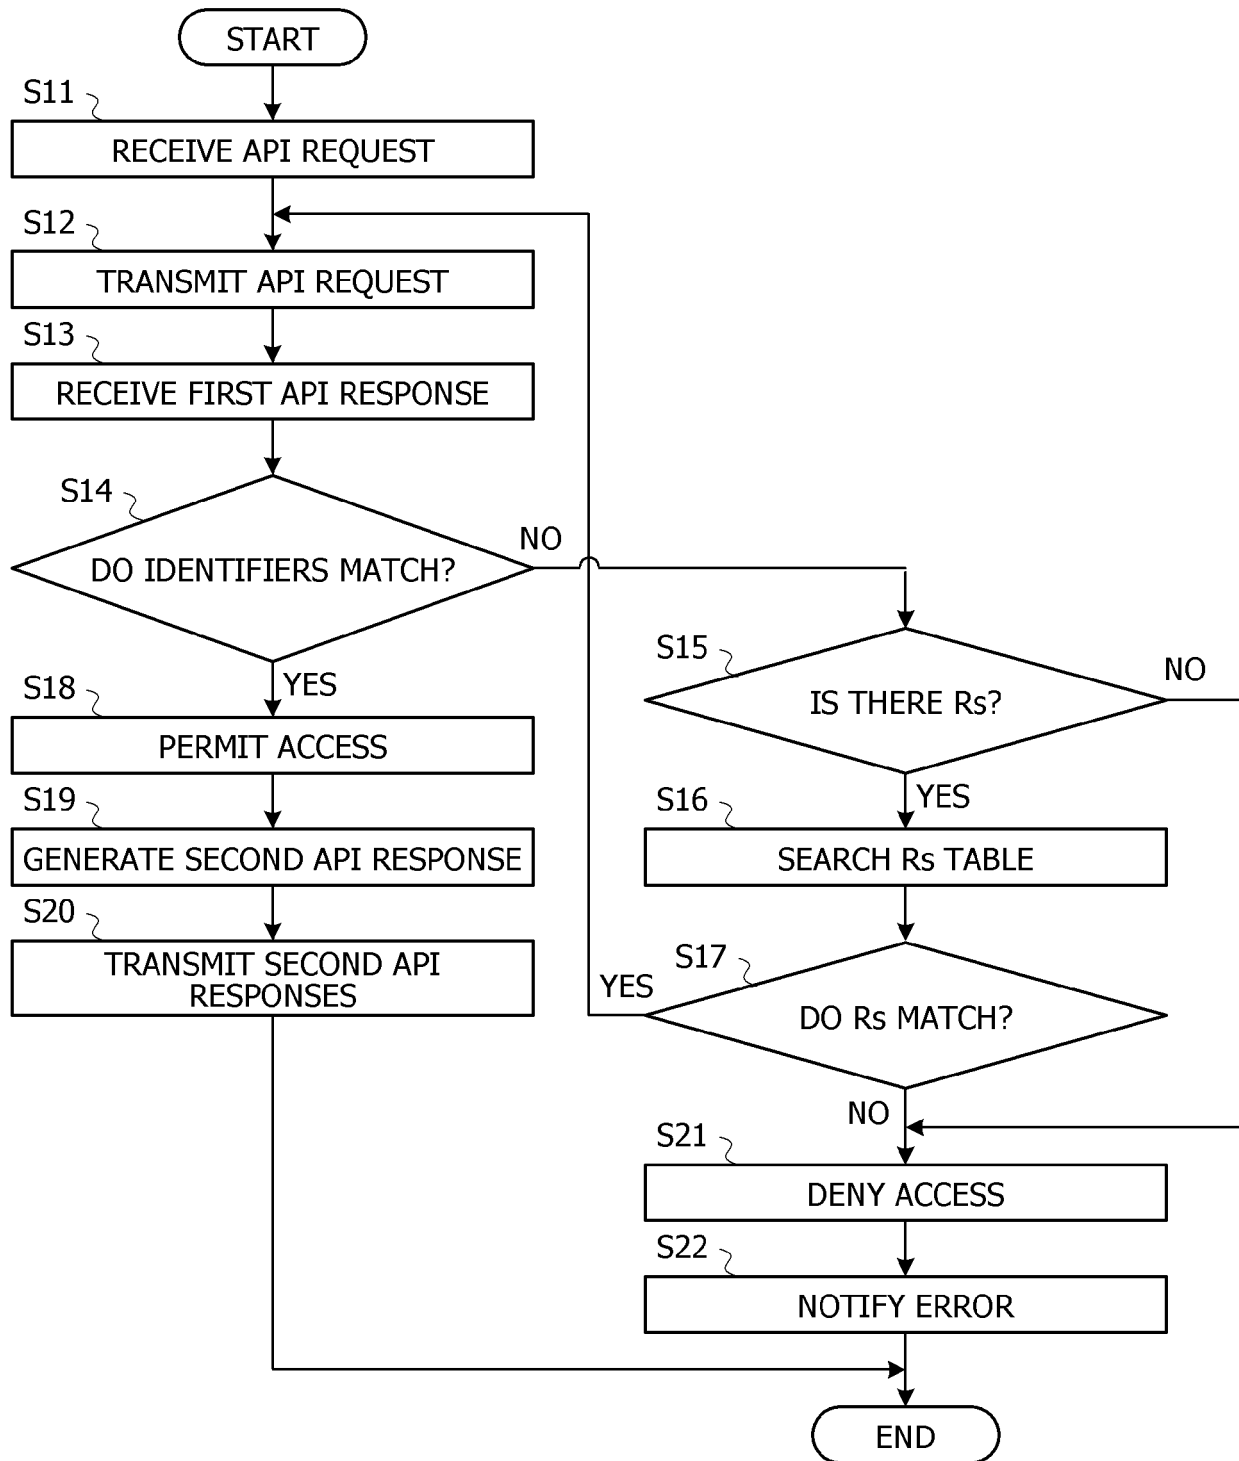 START
S11
RECEIVE API REQUEST
S12
TRANSMIT API REQUEST
S13
RECEIVE FIRST API RESPONSE
S14
DO IDENTIFIERS MATCH?
NO
YES
S15
IS THERE Rs?
NO
YES
S16
SEARCH Rs TABLE
S17
DO Rs MATCH?
YES
NO
S18
PERMIT ACCESS
S19
GENERATE SECOND API RESPONSE
S20
TRANSMIT SECOND API
RESPONSES
S21
DENY ACCESS
S22
NOTIFY ERROR
END